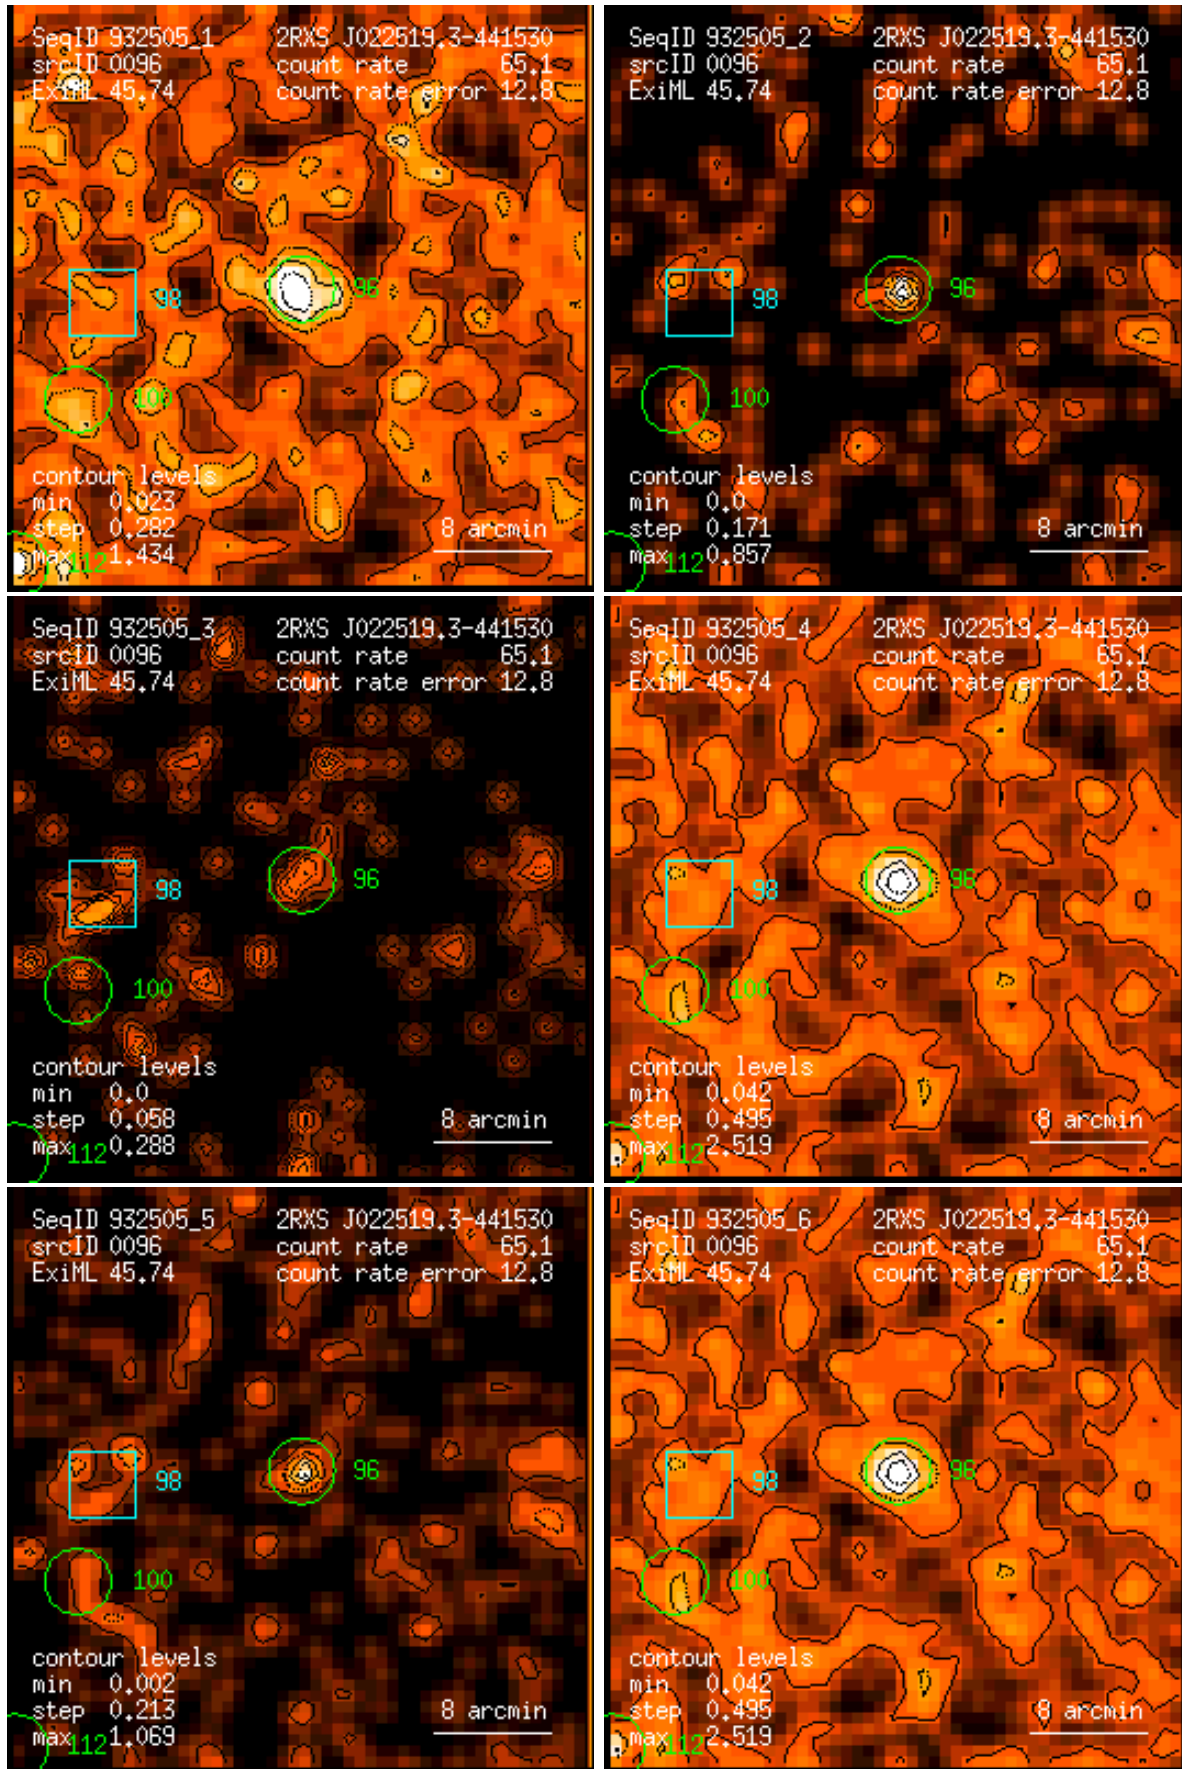 SeqID 932505_1 2RXS J022519.3-441530
srcID 0096 count rate 65.1
ExiML 45.74 count rate error 12.8
98 96
100
contour levels
min 0.023
step 0.282 8 arcmin
max 1.434
112
SeqID 932505_2 2RXS J022519.3-441530
srcID 0096 count rate 65.1
ExiML 45.74 count rate error 12.8
98 96
100
contour levels
min 0.0
step 0.171 8 arcmin
max 0.857
112
SeqID 932505_3 2RXS J022519.3-441530
srcID 0096 count rate 65.1
ExiML 45.74 count rate error 12.8
98 96
100
contour levels
min 0.0
step 0.058 8 arcmin
max 0.288
112
SeqID 932505_4 2RXS J022519.3-441530
srcID 0096 count rate 65.1
ExiML 45.74 count rate error 12.8
98 96
100
contour levels
min 0.042
step 0.495 8 arcmin
max 2.519
112
SeqID 932505_5 2RXS J022519.3-441530
srcID 0096 count rate 65.1
ExiML 45.74 count rate error 12.8
98 96
100
contour levels
min 0.002
step 0.213 8 arcmin
max 1.069
112
SeqID 932505_6 2RXS J022519.3-441530
srcID 0096 count rate 65.1
ExiML 45.74 count rate error 12.8
98 96
100
contour levels
min 0.042
step 0.495 8 arcmin
max 2.519
112